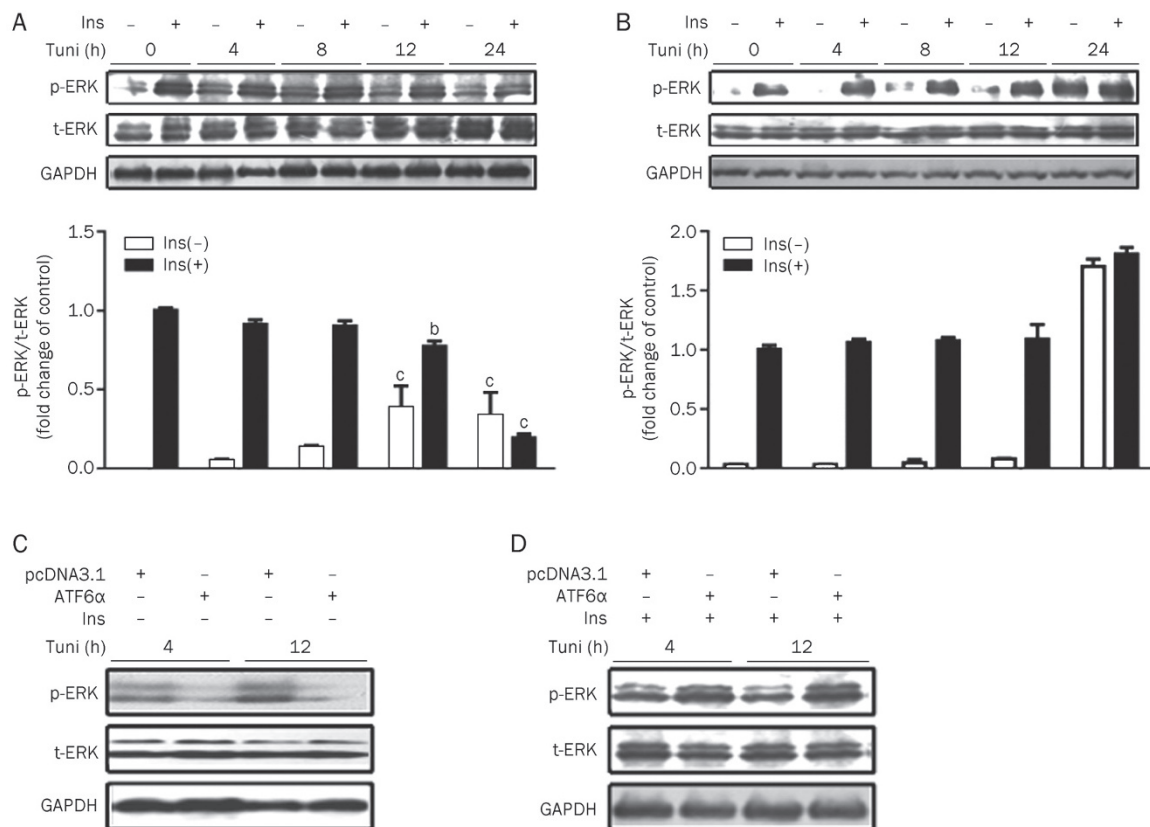 A
Ins – + – + – + – + – +
Tuni (h) 0 4 8 12 24
p-ERK
t-ERK
GAPDH
1.5
1.0
0.5
0.0
p-ERK/t-ERK
(fold change of control)
Ins(–)
Ins(+)
c
b
c
c
B
Ins – + – + – + – + – +
Tuni (h) 0 4 8 12 24
p-ERK
t-ERK
GAPDH
2.0
1.5
1.0
0.5
0.0
p-ERK/t-ERK
(fold change of control)
Ins(–)
Ins(+)
C
pcDNA3.1 + – + –
ATF6α – + – +
Ins – – – –
Tuni (h) 4 12
p-ERK
t-ERK
GAPDH
D
pcDNA3.1 + – + –
ATF6α – + – +
Ins + + + +
Tuni (h) 4 12
p-ERK
t-ERK
GAPDH